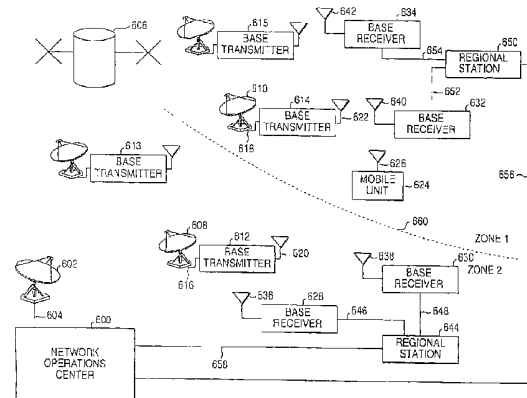 606
615
BASE
TRANSMITTER
642
634
BASE
RECEIVER
654
650
REGIONAL
STATION
652
610
614
BASE
TRANSMITTER
622
618
640
632
BASE
RECEIVER
613
BASE
TRANSMITTER
626
MOBILE
UNIT
624
656
660
ZONE 1
ZONE 2
608
612
BASE
TRANSMITTER
620
616
602
604
600
NETWORK
OPERATIONS
CENTER
638
630
BASE
RECEIVER
636
628
BASE
RECEIVER
646
648
644
REGIONAL
STATION
658